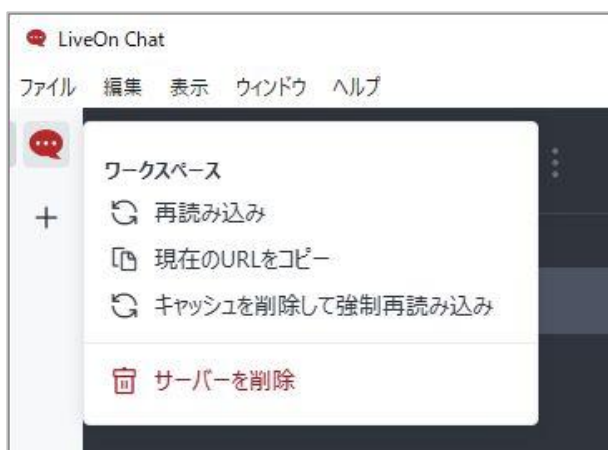 LiveOn Chat
ファイル 編集 表示 ウィンドウ ヘルプ
ワークスペース
再読み込み
現在のURLをコピー
キャッシュを削除して強制再読み込み
サーバーを削除